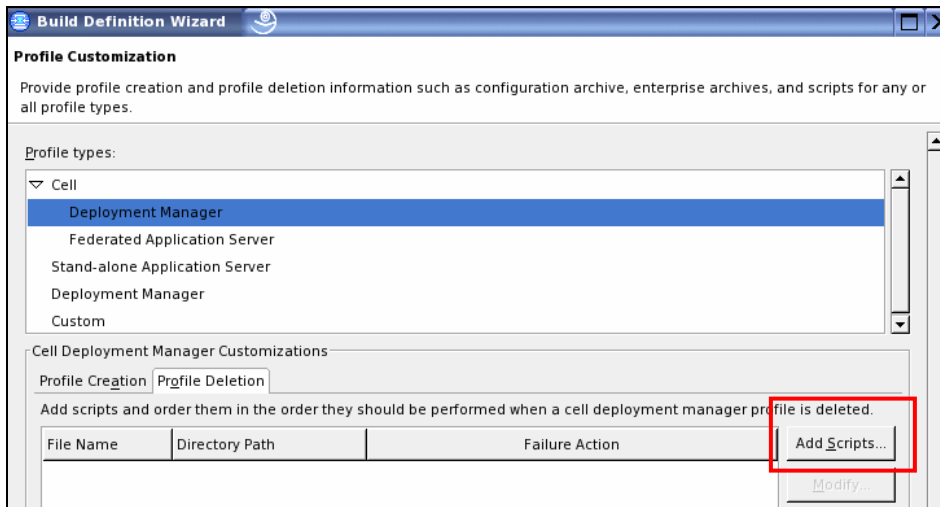 Build Definition Wizard
Profile Customization
Provide profile creation and profile deletion information such as configuration archive, enterprise archives, and scripts for any or
all profile types.
Profile types:
Cell
Deployment Manager
Federated Application Server
Stand-alone Application Server
Deployment Manager
Custom
Cell Deployment Manager Customizations
Profile Creation Profile Deletion
Add scripts and order them in the order they should be performed when a cell deployment manager profile is deleted.
File Name Directory Path Failure Action Add Scripts...
Modify...